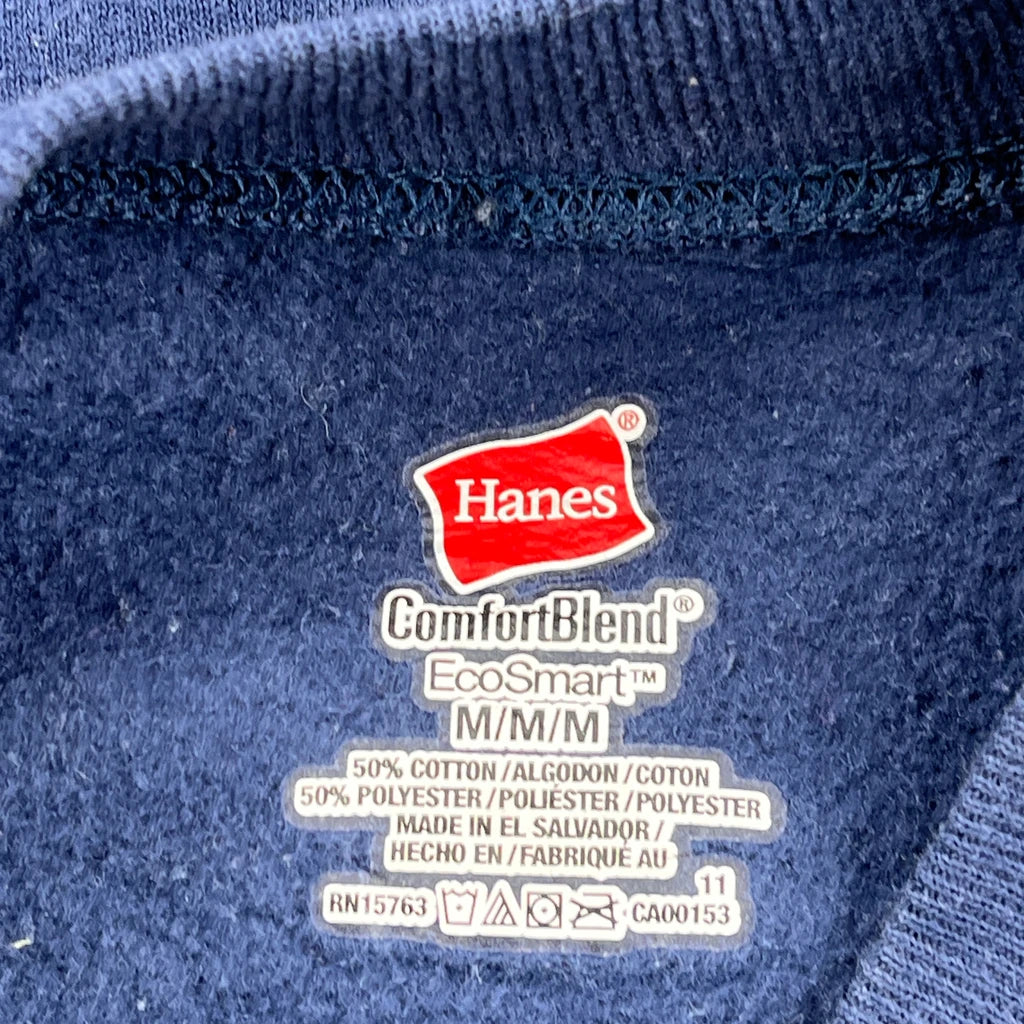 Hanes®
ComfortBlend®
EcoSmart™
M/M/M
50% COTTON/ALGODON/COTON
50% POLYESTER/POLIÉSTER/POLYESTER
MADE IN EL SALVADOR/
HECHO EN/FABRIQUÉ AU
11
RN15763 CA00153